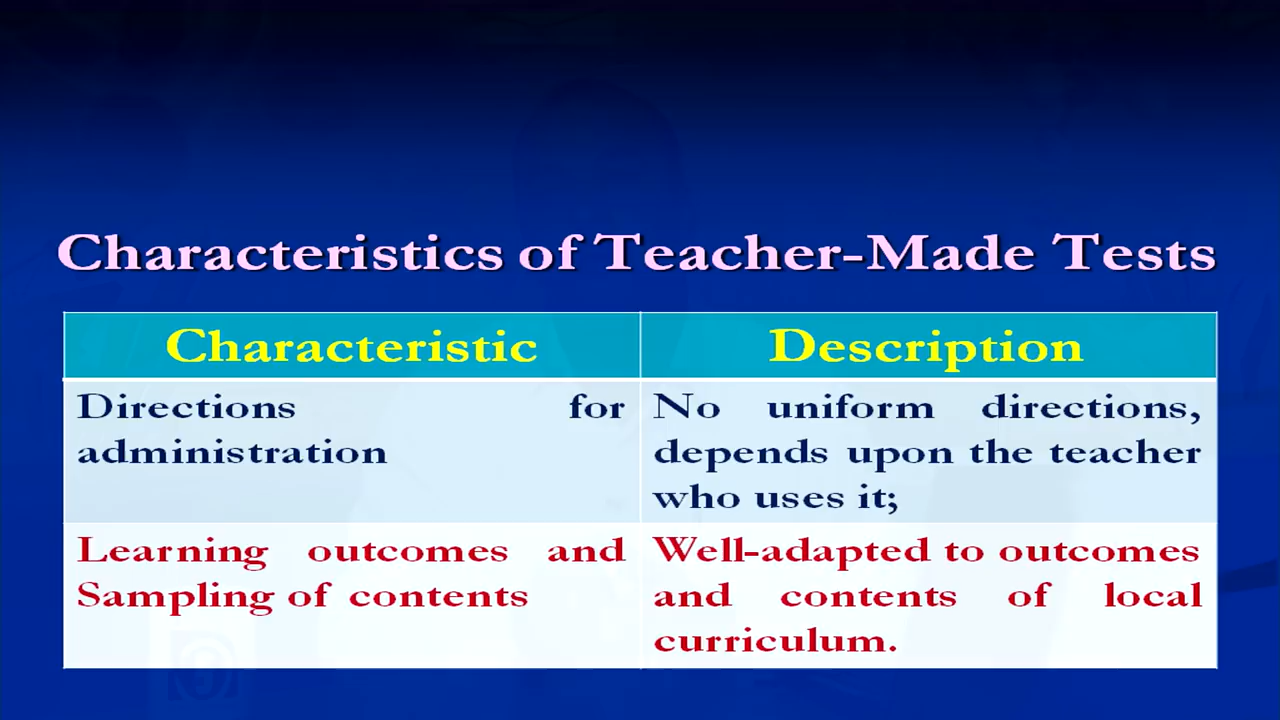 Characteristics of Teacher-Made Tests
Characteristic
Description
Directions for
administration
No uniform directions,
depends upon the teacher
who uses it;
Learning outcomes and
Sampling of contents
Well-adapted to outcomes
and contents of local
curriculum.